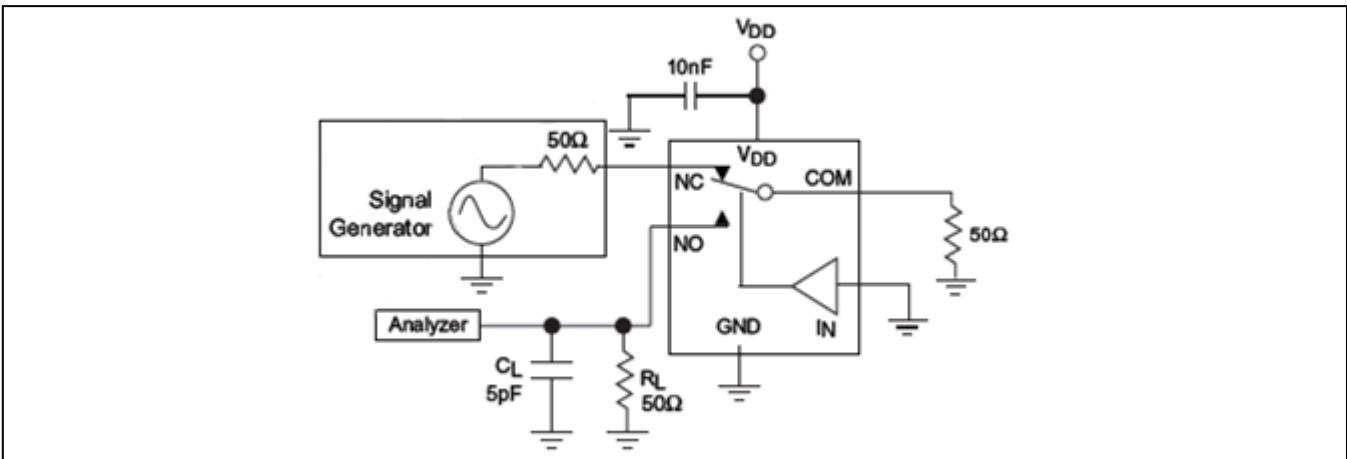 VDD
10nF
50Ω
VDD
NC
COM
Signal
Generator
NO
50Ω
Analyzer
GND
IN
CL
5pF
RL
50Ω